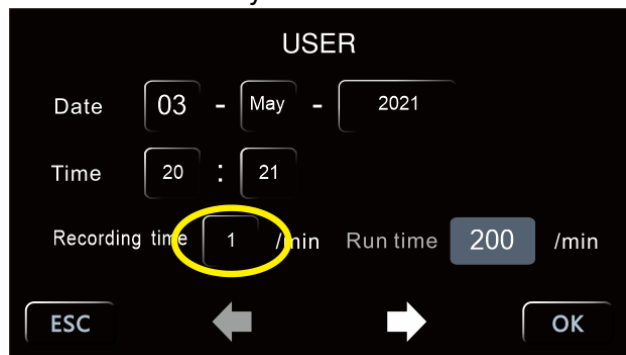 USER
Date 03 - May - 2021
Time 20 : 21
Recording time 1 /min Run time 200 /min
ESC OK